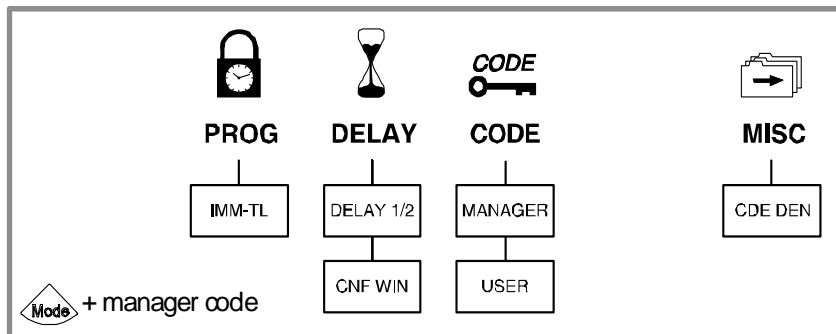 CODE
PROG DELAY CODE MISC
IMM-TL DELAY 1/2 MANAGER CDE DEN
CNF WIN USER
Mode + manager code